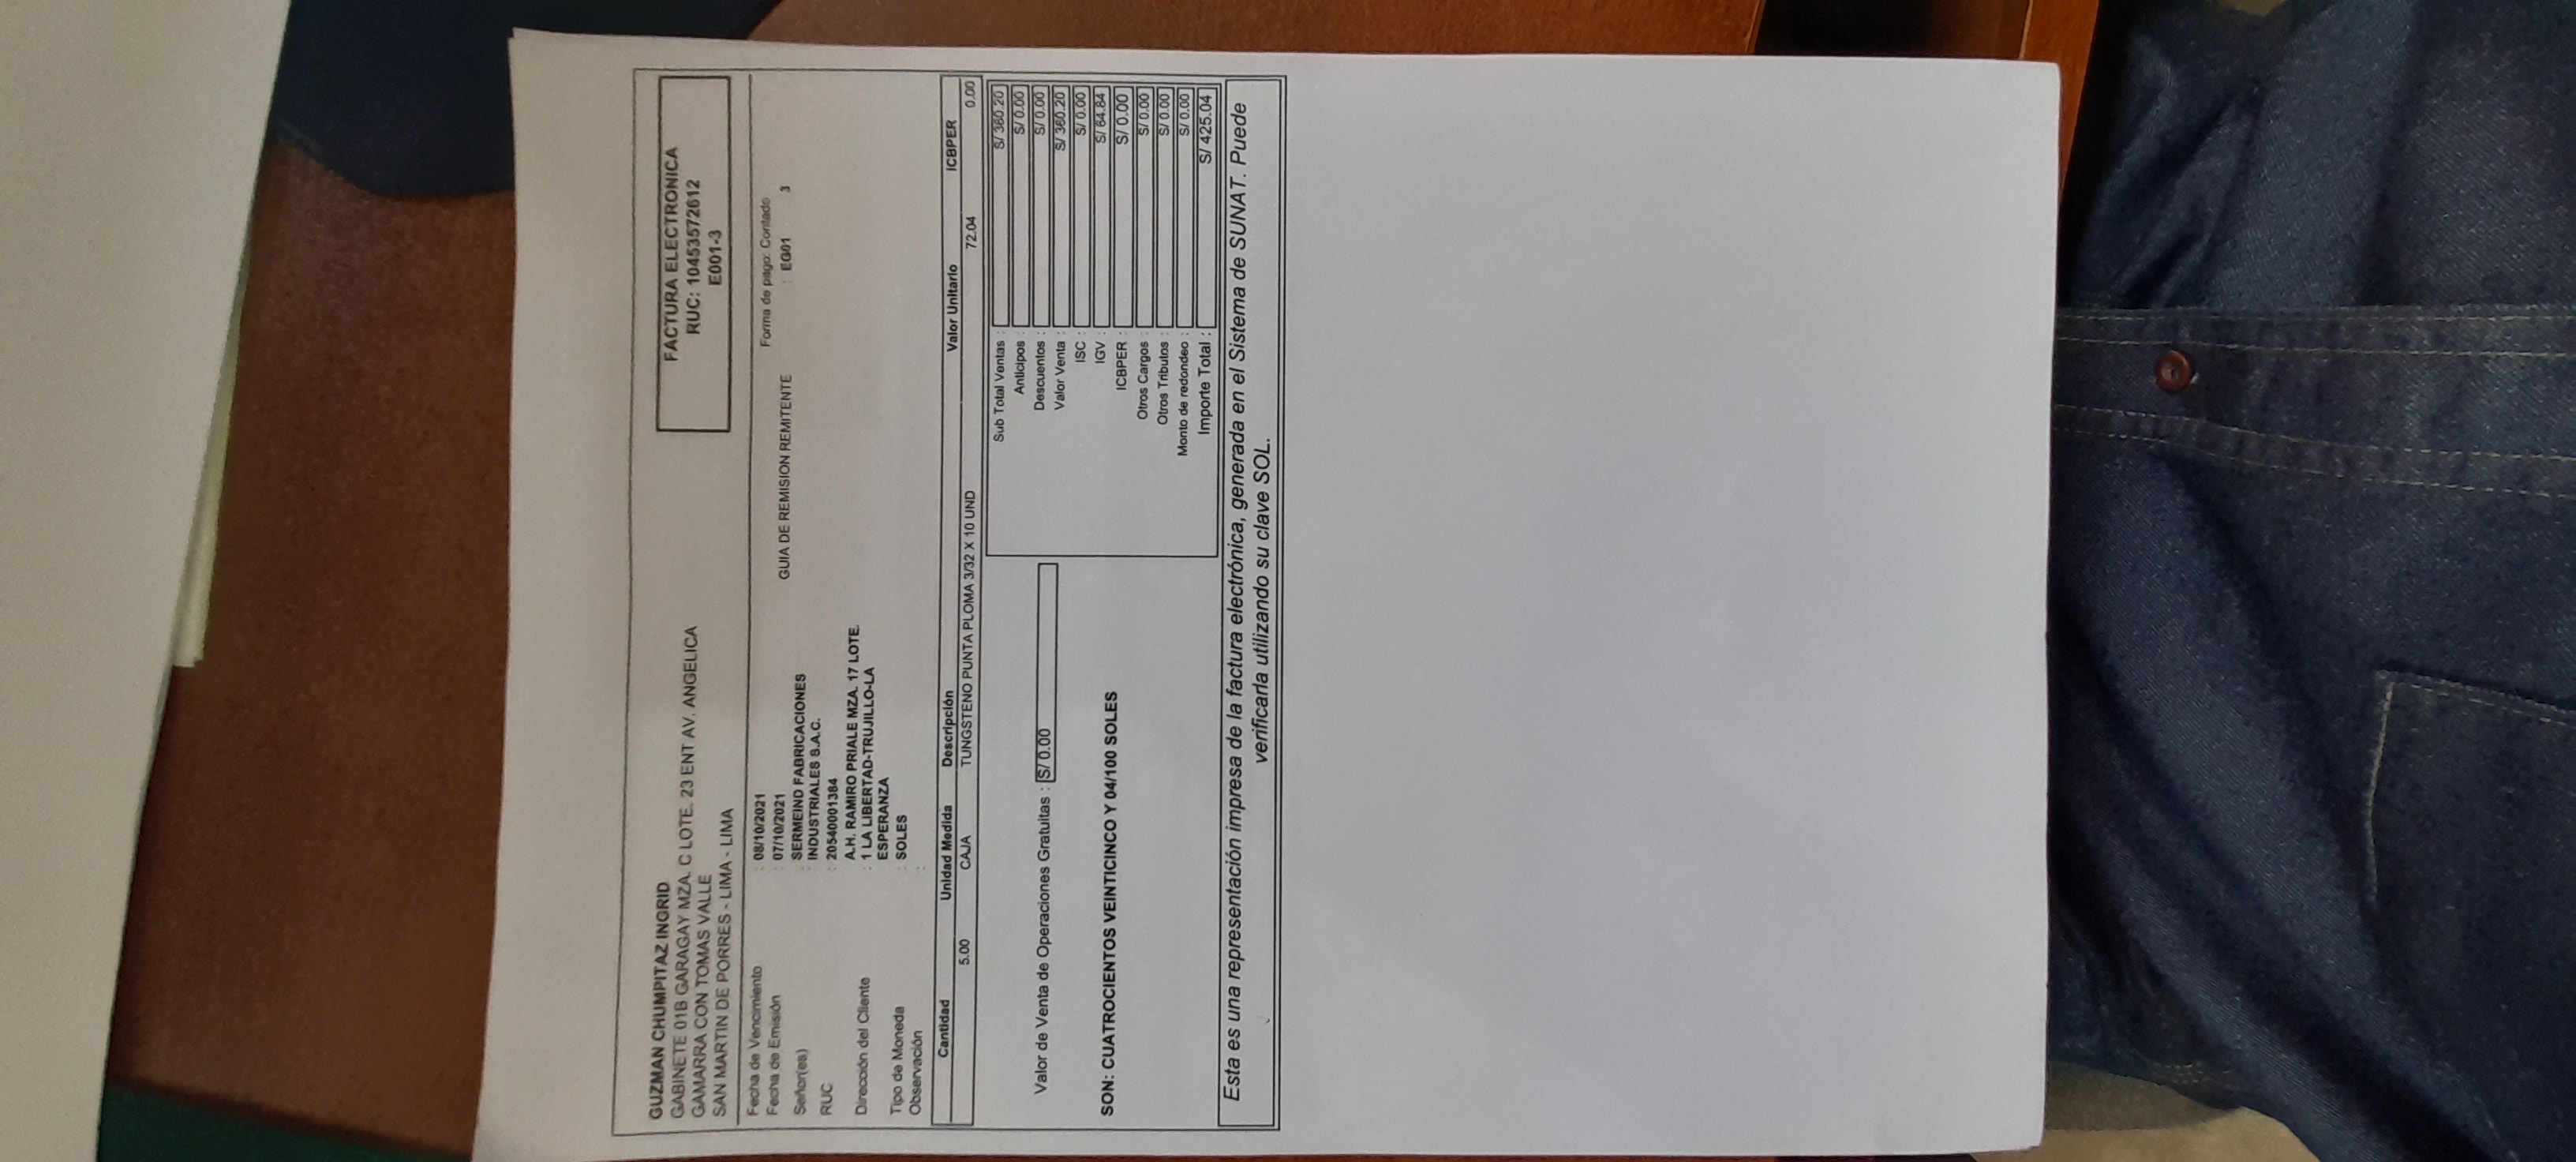 GUZMAN CHUMPITAZ INGRID
GABINETE 01B GARAGAY MZA. C LOTE. 23 ENT AV. ANGELICA
GAMARRA CON TOMAS VALLE
SAN MARTIN DE PORRES - LIMA - LIMA
FACTURA ELECTRONICA
RUC: 10453572612
E001-3
Fecha de Vencimiento : 08/10/2021
Forma de pago: Contado
Fecha de Emisión : 07/10/2021
GUIA DE REMISION REMITENTE : EG01 3
Señor(es) : SERMEIND FABRICACIONES
INDUSTRIALES S.A.C.
RUC : 20540001384
Dirección del Cliente : A.H. RAMIRO PRIALE MZA. 17 LOTE.
1 LA LIBERTAD-TRUJILLO-LA
ESPERANZA
Tipo de Moneda : SOLES
Observación :
Cantidad Unidad Medida Descripción Valor Unitario ICBPER
5.00 CAJA TUNGSTENO PUNTA PLOMA 3/32 X 10 UND 72.04 0.00
Valor de Venta de Operaciones Gratuitas : S/ 0.00
SON: CUATROCIENTOS VEINTICINCO Y 04/100 SOLES
Sub Total Ventas : S/ 360.20
Anticipos : S/ 0.00
Descuentos : S/ 0.00
Valor Venta : S/ 360.20
ISC : S/ 0.00
IGV : S/ 64.84
ICBPER : S/ 0.00
Otros Cargos : S/ 0.00
Otros Tributos : S/ 0.00
Monto de redondeo : S/ 0.00
Importe Total : S/ 425.04
Esta es una representación impresa de la factura electrónica, generada en el Sistema de SUNAT. Puede
verificarla utilizando su clave SOL.